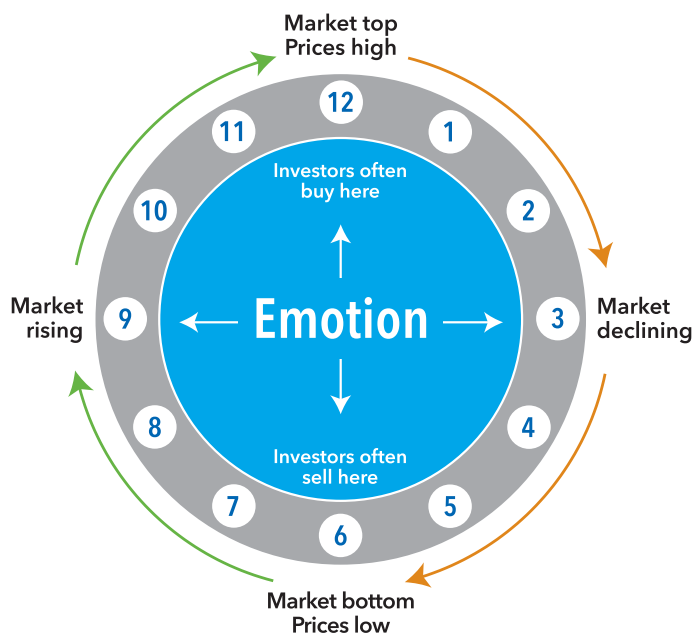 Market top
Prices high
12
11
1
Investors often
buy here
10
2
Market
rising
9
Emotion
3
Market
declining
8
4
Investors often
sell here
7
5
6
Market bottom
Prices low